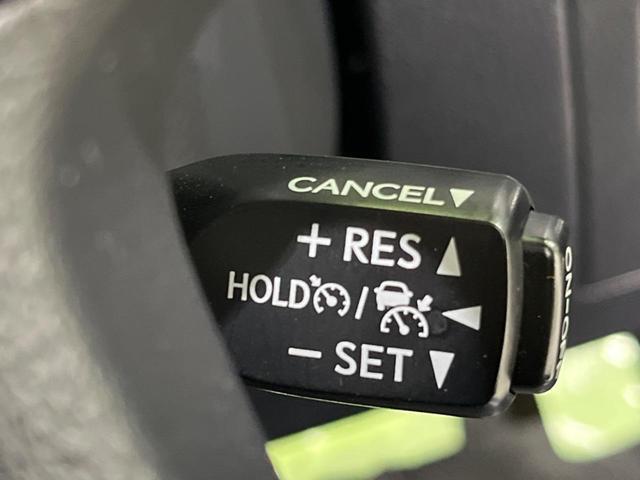 CANCEL▼
+ RES ▲
HOLD / ◀
− SET ▼
ON-OFF